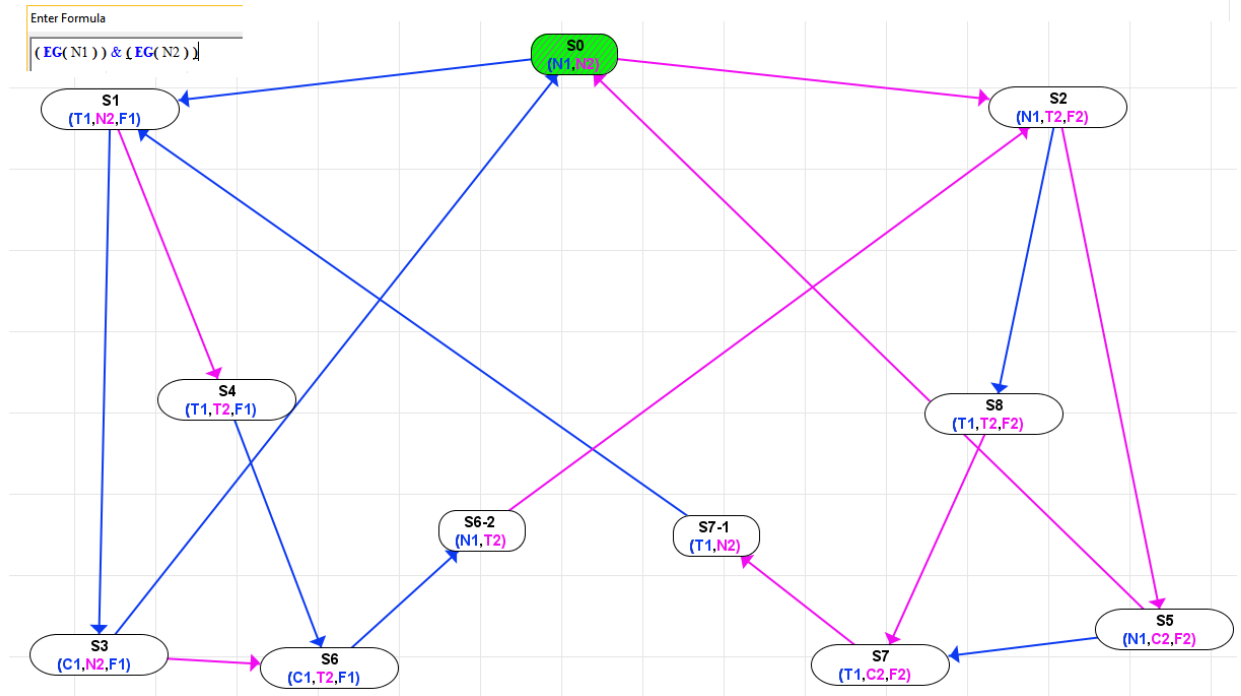 Enter Formula
( EG( N1 ) ) & ( EG( N2 ) )
S0
(N1,N2)
S1
(T1,N2,F1)
S2
(N1,T2,F2)
S4
(T1,T2,F1)
S8
(T1,T2,F2)
S6-2
(N1,T2)
S7-1
(T1,N2)
S5
(N1,C2,F2)
S3
(C1,N2,F1)
S6
(C1,T2,F1)
S7
(T1,C2,F2)